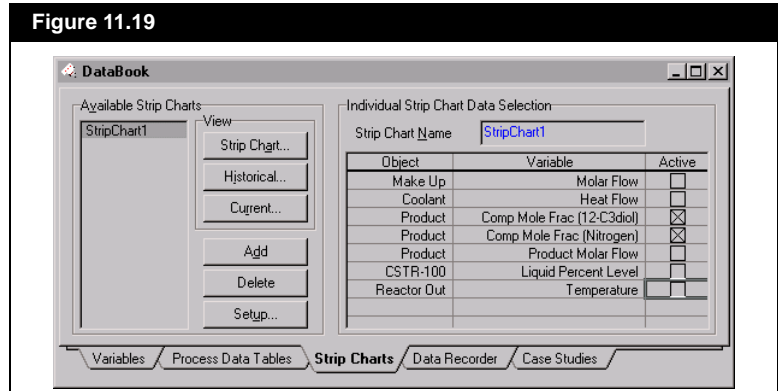 Figure 11.19
DataBook
Available Strip Charts
StripChart1
View
Strip Chart...
Historical...
Current...
Add
Delete
Setup...
Individual Strip Chart Data Selection
Strip Chart Name StripChart1
Object Variable Active
Make Up Molar Flow
Coolant Heat Flow
Product Comp Mole Frac (12-C3diol)
Product Comp Mole Frac (Nitrogen)
Product Product Molar Flow
CSTR-100 Liquid Percent Level
Reactor Out Temperature
Variables Process Data Tables Strip Charts Data Recorder Case Studies